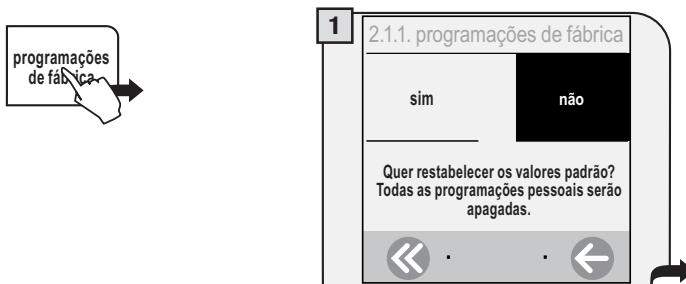 programações
de fábrica
1
2.1.1. programações de fábrica
sim
não
Quer restabelecer os valores padrão?
Todas as programações pessoais serão
apagadas.